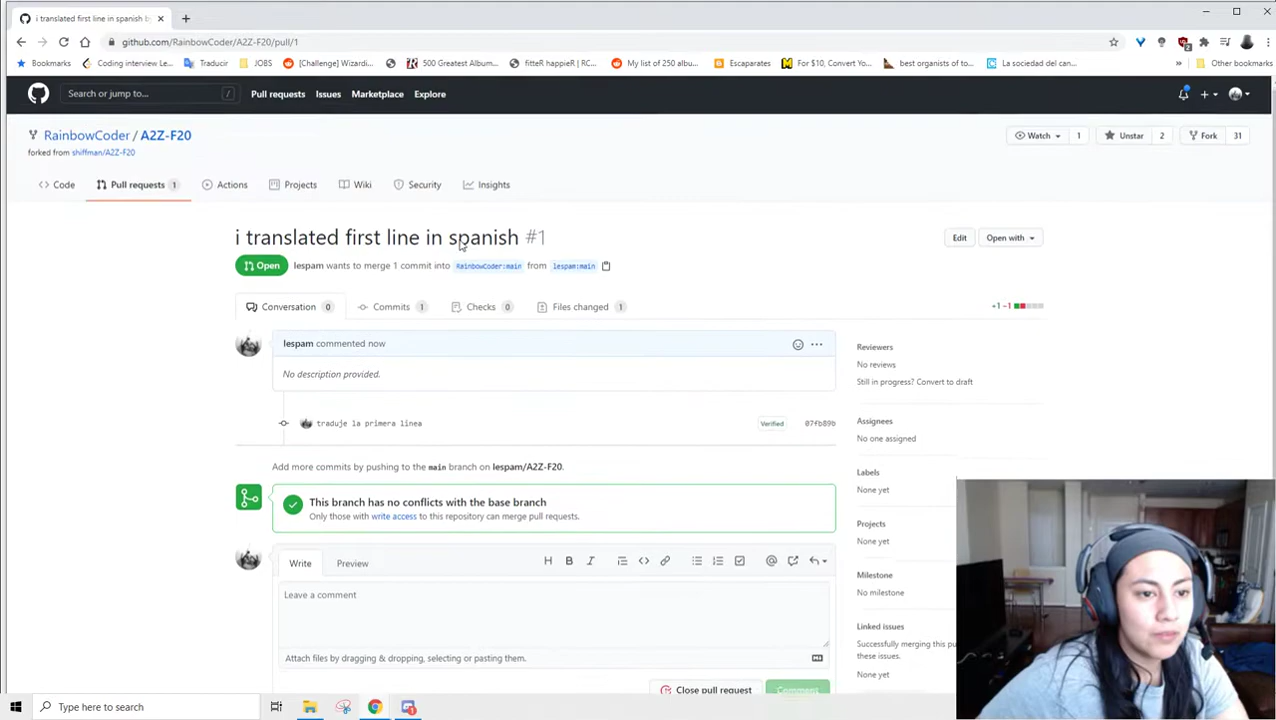 i translated first line in spanish b
github.com/RainbowCoder/A2Z-F20/pull/1
Bookmarks
Coding interview Le...
Traducir
JOBS
[Challenge] Wizardi...
500 Greatest Album...
fitteR happieR | RC...
My list of 250 albu...
Escaparates
For $10, Convert Yo...
best organists of to...
La sociedad del can...
»
Other bookmarks
Search or jump to...
/
Pull requests
Issues
Marketplace
Explore
RainbowCoder / A2Z-F20
forked from shiffman/A2Z-F20
Watch
1
Unstar
2
Fork
31
Code
Pull requests 1
Actions
Projects
Wiki
Security
Insights
i translated first line in spanish #1
Edit
Open with
Open
lespam wants to merge 1 commit into RainbowCoder:main from lespam:main
Conversation 0
Commits 1
Checks 0
Files changed 1
+1 −1
lespam commented now
No description provided.
traduje la primera linea
Verified
07fb89b
Add more commits by pushing to the main branch on lespam/A2Z-F20.
This branch has no conflicts with the base branch
Only those with write access to this repository can merge pull requests.
Write
Preview
Leave a comment
Attach files by dragging & dropping, selecting or pasting them.
Close pull request
Comment
Reviewers
No reviews
Still in progress? Convert to draft
Assignees
No one assigned
Labels
None yet
Projects
None yet
Milestone
No milestone
Linked issues
Successfully merging this pu
these issues.
None yet
Type here to search